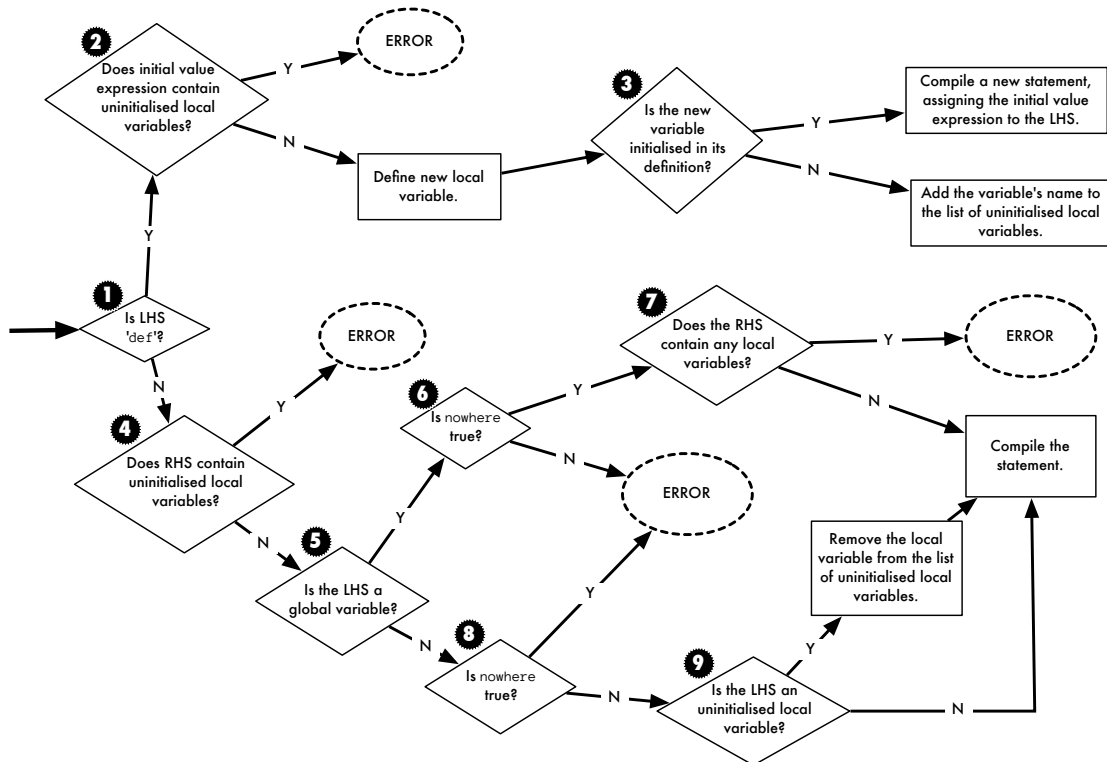 2
Does initial value
expression contain
uninitialised local
variables?
Y
ERROR
N
Define new local
variable.
3
Is the new
variable
initialised in its
definition?
Y
Compile a new statement,
assigning the initial value
expression to the LHS.
N
Add the variable's name to
the list of uninitialised local
variables.
Y
1
Is LHS
'def'?
N
4
Does RHS contain
uninitialised local
variables?
Y
ERROR
N
5
Is the LHS a
global variable?
Y
6
Is nowhere
true?
Y
7
Does the RHS
contain any local
variables?
Y
ERROR
N
Compile the
statement.
N
ERROR
N
8
Is nowhere
true?
Y
N
9
Is the LHS an
uninitialised local
variable?
Y
Remove the local
variable from the list
of uninitialised local
variables.
N